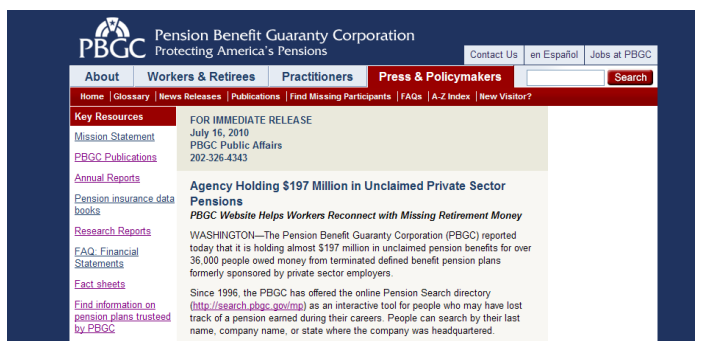 PBGC
Pension Benefit Guaranty Corporation
Protecting America's Pensions
Contact Us
en Español
Jobs at PBGC
About
Workers & Retirees
Practitioners
Press & Policymakers
Search
Home | Glossary | News Releases | Publications | Find Missing Participants | FAQs | A-Z Index | New Visitor?
Key Resources
Mission Statement
PBGC Publications
Annual Reports
Pension insurance data
books
Research Reports
FAQ: Financial
Statements
Fact sheets
Find information on
pension plans trusteed
by PBGC
FOR IMMEDIATE RELEASE
July 16, 2010
PBGC Public Affairs
202-326-4343
Agency Holding $197 Million in Unclaimed Private Sector
Pensions
PBGC Website Helps Workers Reconnect with Missing Retirement Money
WASHINGTON—The Pension Benefit Guaranty Corporation (PBGC) reported
today that it is holding almost $197 million in unclaimed pension benefits for over
36,000 people owed money from terminated defined benefit pension plans
formerly sponsored by private sector employers.
Since 1996, the PBGC has offered the online Pension Search directory
(http://search.pbgc.gov/mp) as an interactive tool for people who may have lost
track of a pension earned during their careers. People can search by their last
name, company name, or state where the company was headquartered.